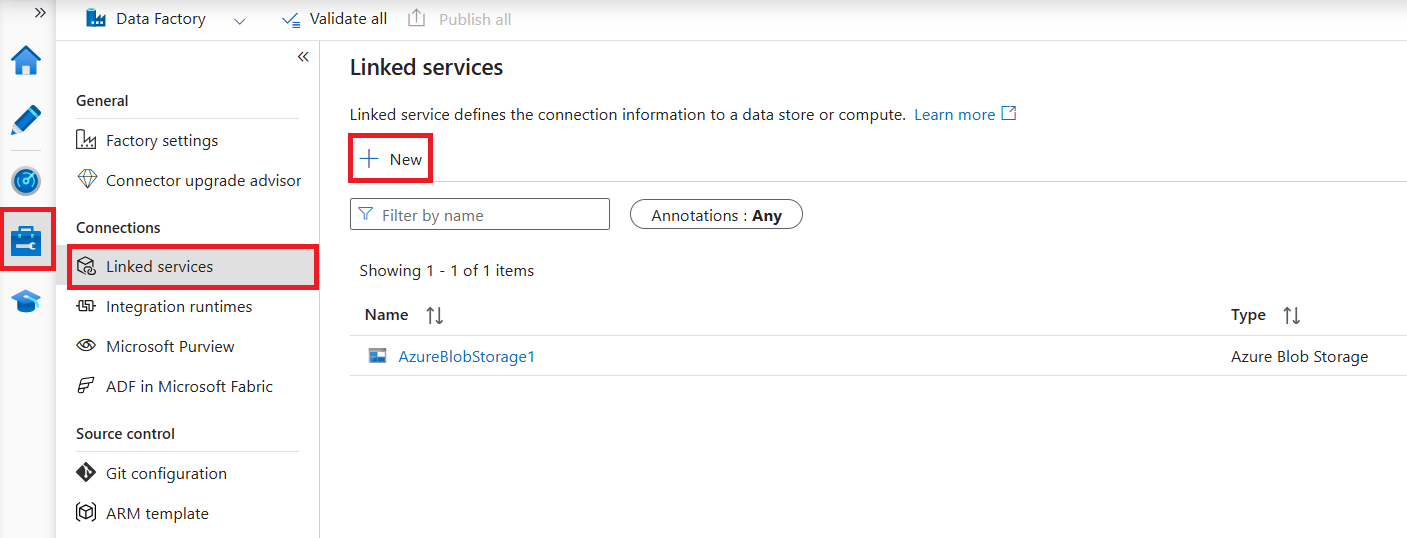 Data Factory
Validate all
Publish all
General
Factory settings
Connector upgrade advisor
Connections
Linked services
Integration runtimes
Microsoft Purview
ADF in Microsoft Fabric
Source control
Git configuration
ARM template
Linked services
Linked service defines the connection information to a data store or compute. Learn more
New
Filter by name
Annotations : Any
Showing 1 - 1 of 1 items
Name Type
AzureBlobStorage1 Azure Blob Storage